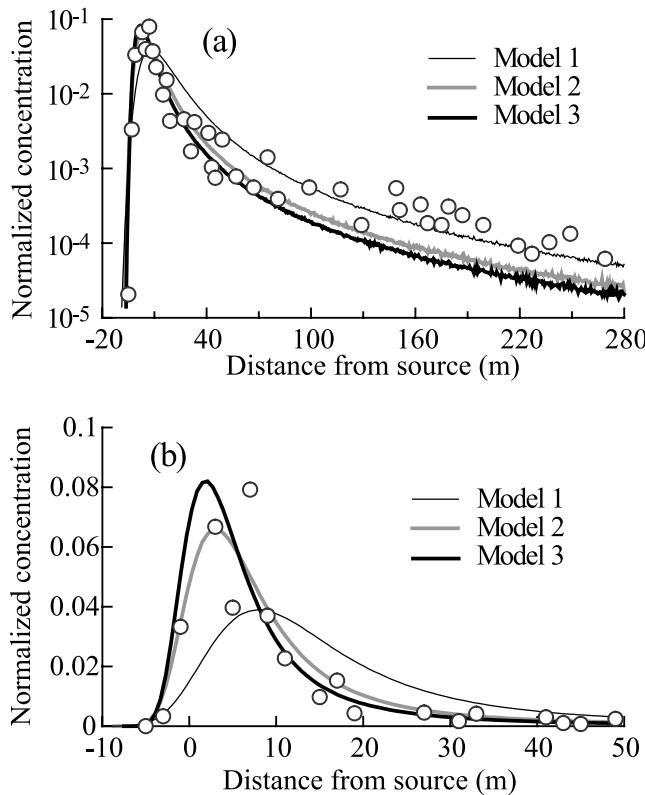 (a)
Normalized concentration
10-1
10-2
10-3
10-4
10-5
Model 1
Model 2
Model 3
-20 40 100 160 220 280
Distance from source (m)
(b)
Normalized concentration
0.1
0.08
0.06
0.04
0.02
0
Model 1
Model 2
Model 3
-10 0 10 20 30 40 50
Distance from source (m)